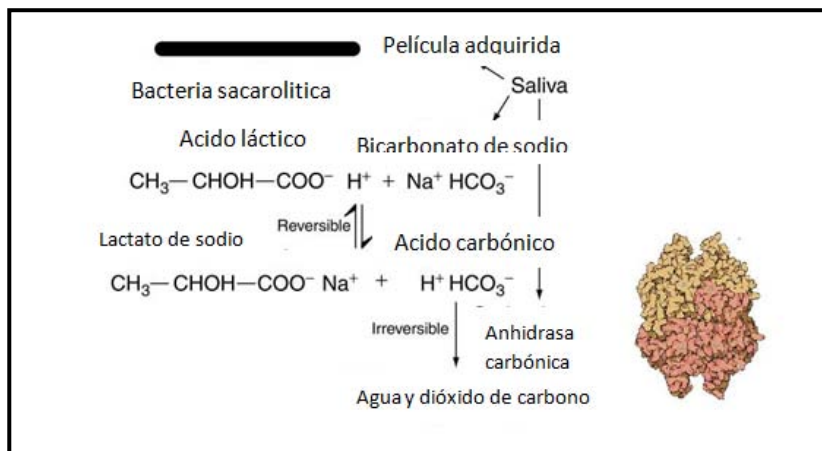 Película adquirida
Bacteria sacarolitica
Saliva
Acido láctico
Bicarbonato de sodio
CH₃—CHOH—COO⁻ H⁺ + Na⁺ HCO₃⁻
Reversible
Lactato de sodio
Acido carbónico
CH₃—CHOH—COO⁻ Na⁺ + H⁺ HCO₃⁻
Irreversible
Anhidrasa
carbónica
Agua y dióxido de carbono